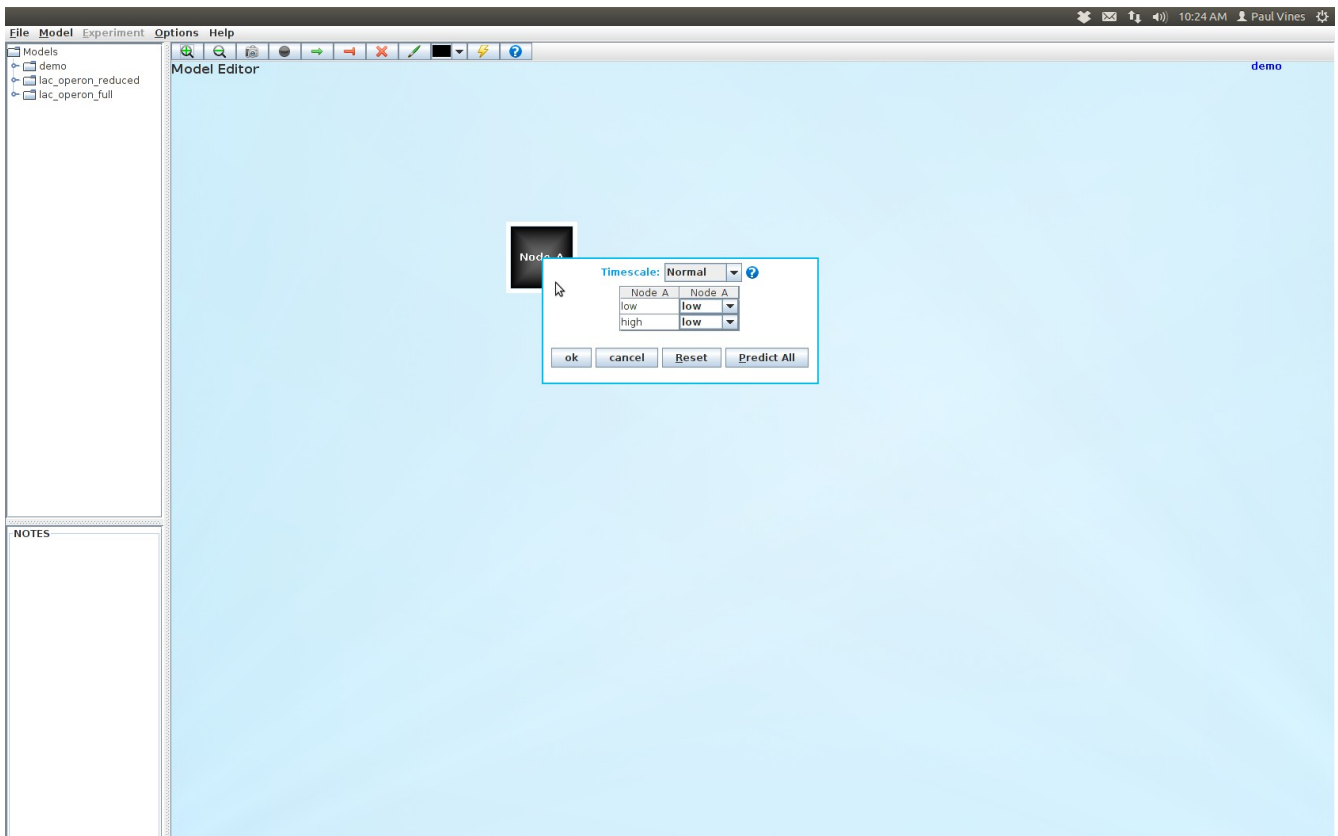 10:24 AM Paul Vines
File Model Experiment Options Help
Models
demo
lac_operon_reduced
lac_operon_full
Model Editor
demo
Node A
Timescale: Normal
Node A Node A
low low
high low
ok cancel Reset Predict All
NOTES